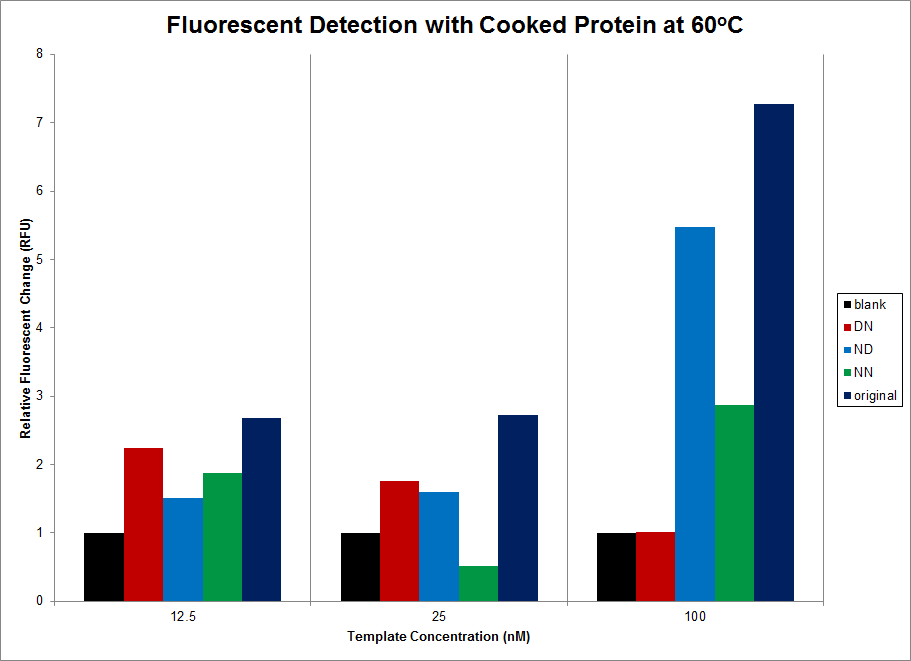 Fluorescent Detection with Cooked Protein at 60°C
Relative Fluorescent Change (RFU)
8
7
6
5
4
3
2
1
0
12.5 25 100
Template Concentration (nM)
blank
DN
ND
NN
original